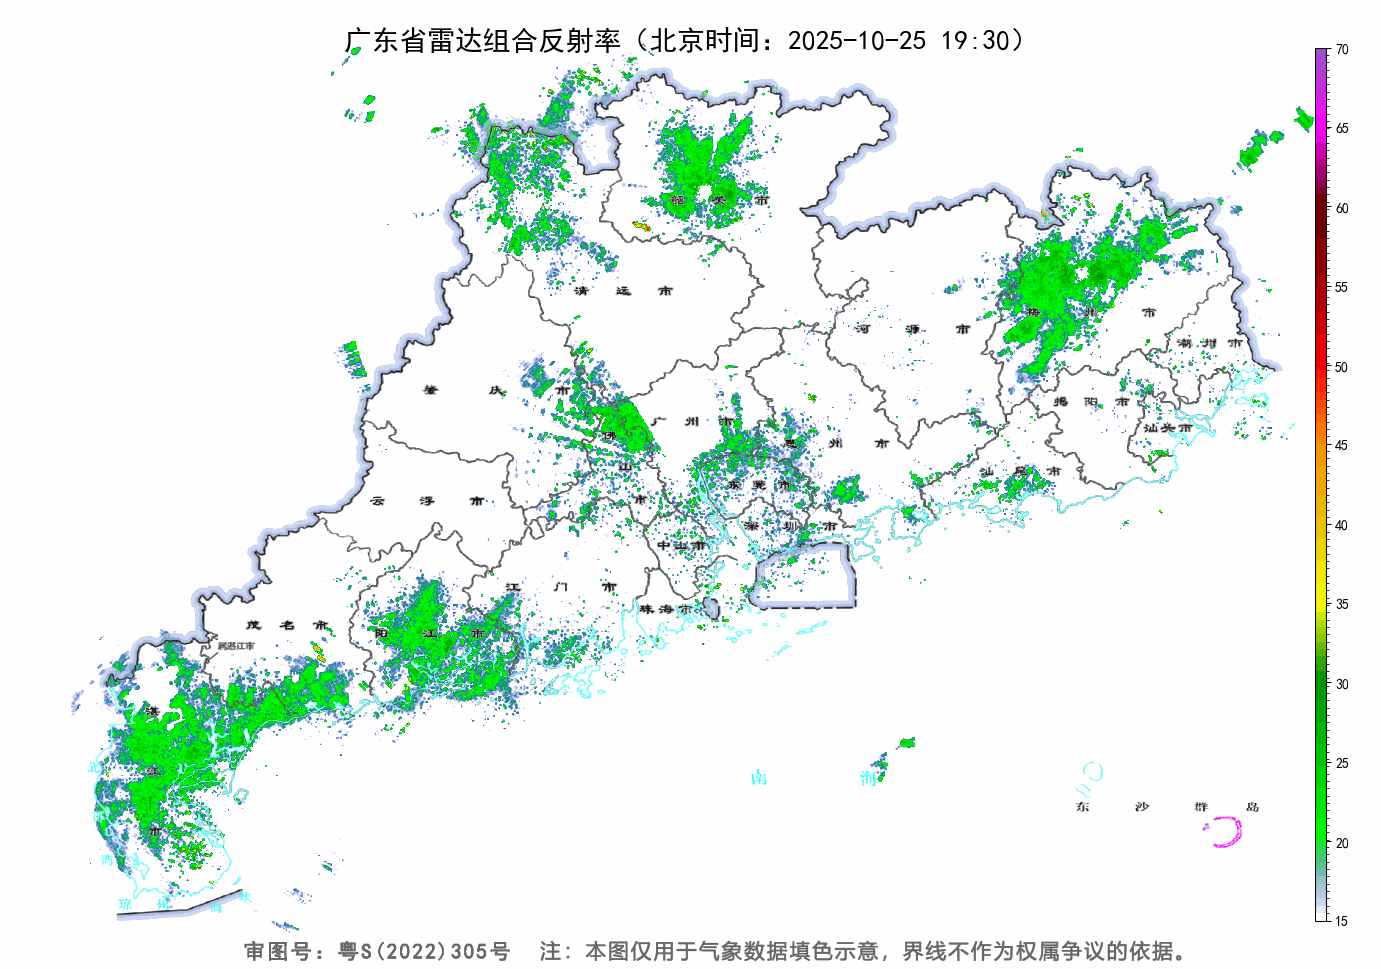 广东省雷达组合反射率（北京时间：2025-10-25 19:30）
70
65
60
55
50
45
40
35
30
25
20
15
韶关市
清远市
河源市
梅州市
潮州市
肇庆市
广州市
惠州市
揭阳市
汕头市
佛山市
东莞市
汕尾市
云浮市
深圳市
中山市
江门市
珠海市
茂名市
阳江市
属湛江市
湛江市
南海
东沙群岛
北
湾
琼州海峡
审图号：粤S(2022)305号 注：本图仅用于气象数据填色示意，界线不作为权属争议的依据。